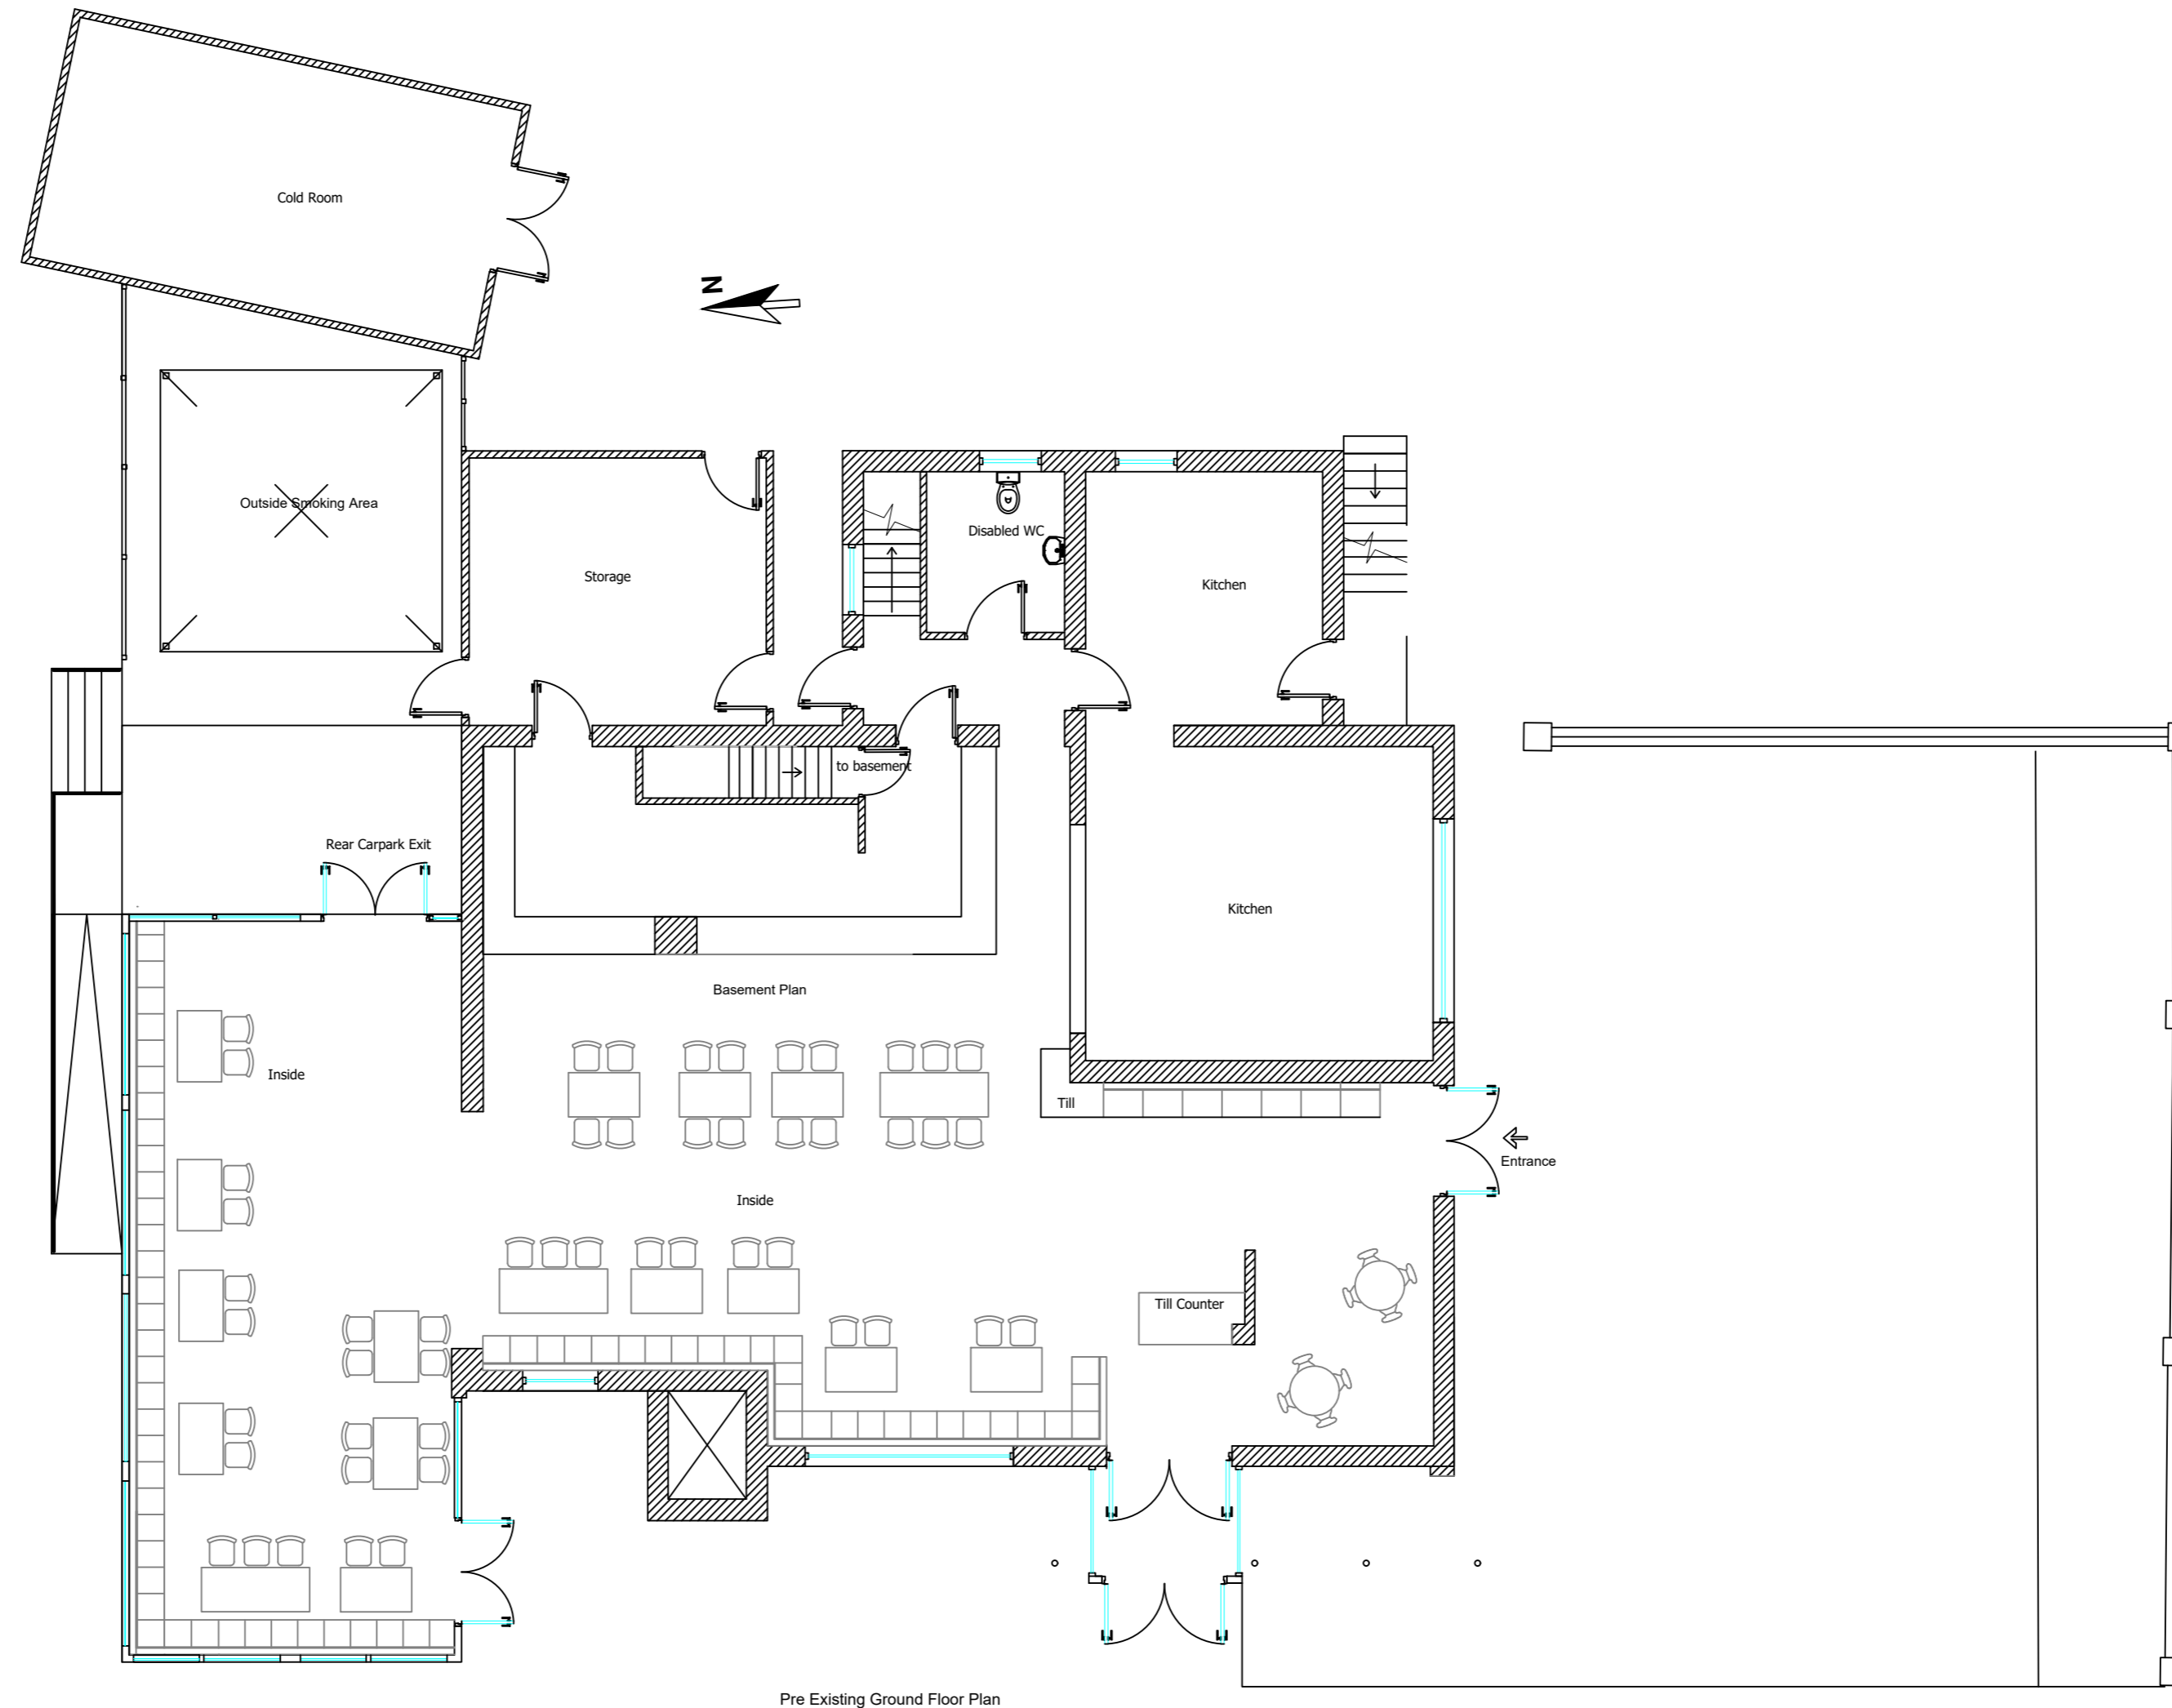 Cold Room
N
Outside Smoking Area
Storage
Disabled WC
Kitchen
to basement
Rear Carpark Exit
Kitchen
Basement Plan
Inside
Till
Entrance
Inside
Till Counter
Pre Existing Ground Floor Plan